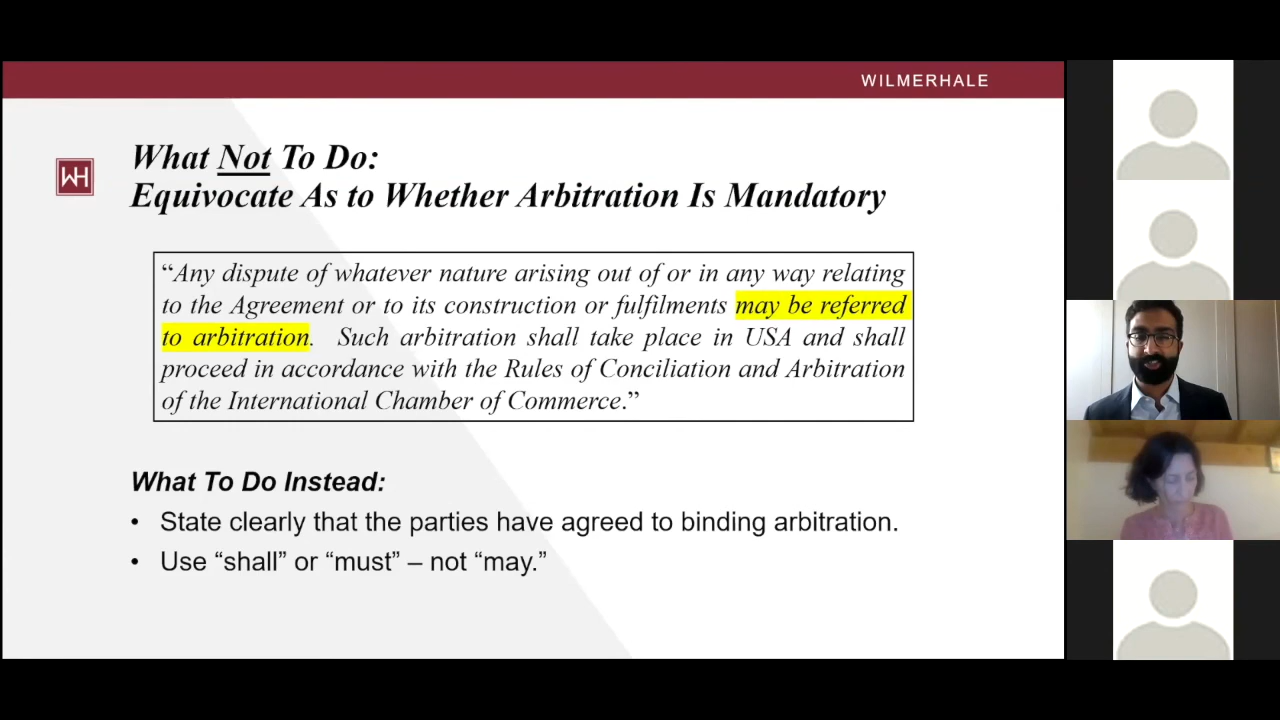 WILMERHALE
WH
What Not To Do:
Equivocate As to Whether Arbitration Is Mandatory
“Any dispute of whatever nature arising out of or in any way relating
to the Agreement or to its construction or fulfilments may be referred
to arbitration. Such arbitration shall take place in USA and shall
proceed in accordance with the Rules of Conciliation and Arbitration
of the International Chamber of Commerce.”
What To Do Instead:
• State clearly that the parties have agreed to binding arbitration.
• Use “shall” or “must” – not “may.”